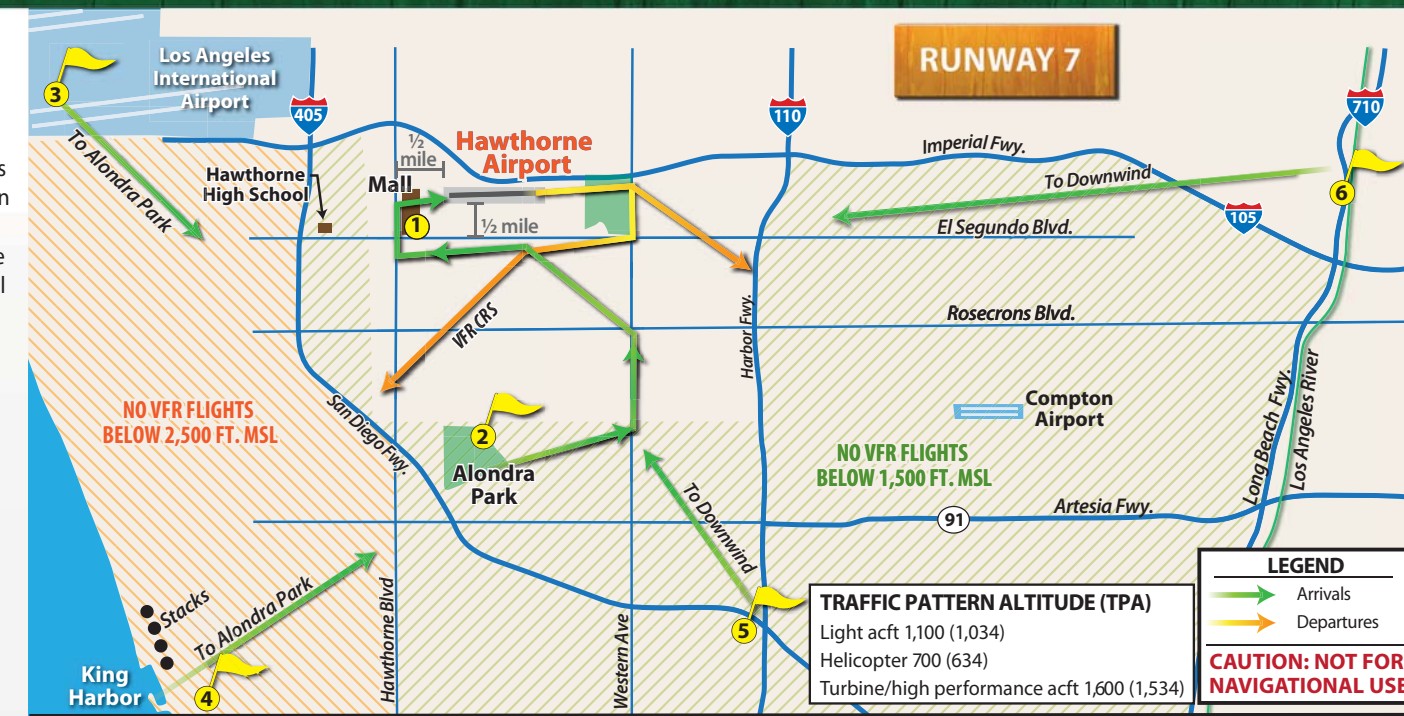 s
n
e
l
RUNWAY 7
Los Angeles
International
Airport
3
To Alondra Park
405
½
mile
Hawthorne
Airport
Hawthorne
High School
Mall
1
½ mile
110
Imperial Fwy.
To Downwind
El Segundo Blvd.
105
710
6
VFR CRS
Harbor Fwy.
Rosecrons Blvd.
NO VFR FLIGHTS
BELOW 2,500 FT. MSL
San Diego Fwy.
2
Alondra
Park
Compton
Airport
NO VFR FLIGHTS
BELOW 1,500 FT. MSL
Long Beach Fwy.
Los Angeles River
To Downwind
91
Artesia Fwy.
Stacks
To Alondra Park
King
Harbor
4
Hawthorne Blvd
Western Ave
5
TRAFFIC PATTERN ALTITUDE (TPA)
Light acft 1,100 (1,034)
Helicopter 700 (634)
Turbine/high performance acft 1,600 (1,534)
LEGEND
Arrivals
Departures
CAUTION: NOT FOR
NAVIGATIONAL USE